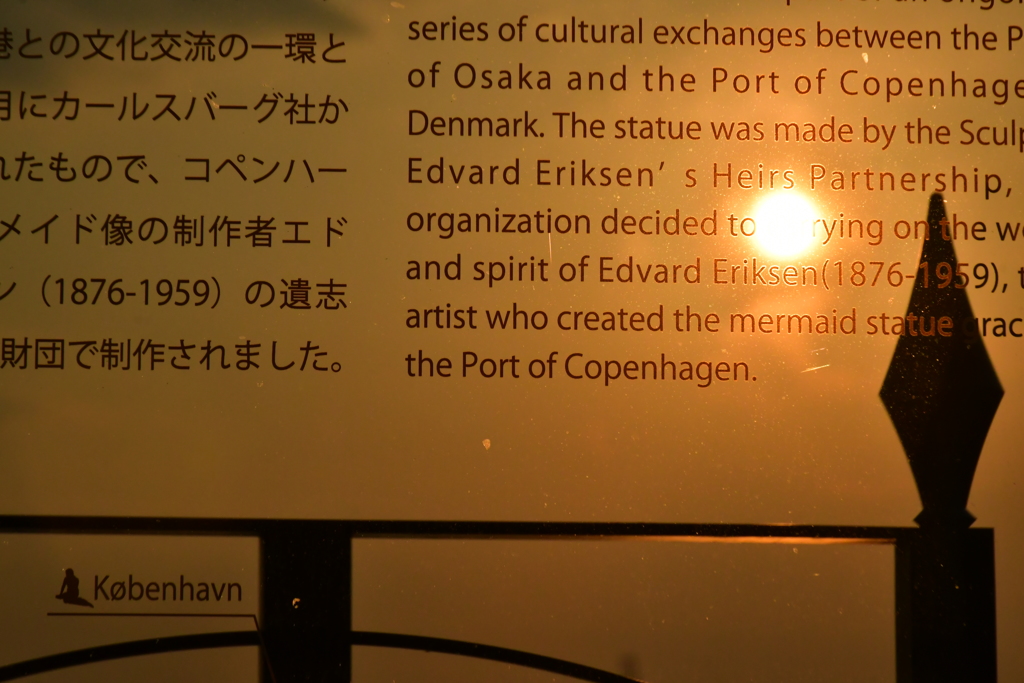 港との文化交流の一環と
月にカールスバーグ社か
れたもので、コペンハー
メイド像の制作者エド
ン（1876-1959）の遺志
財団で制作されました。
series of cultural exchanges between the P
of Osaka and the Port of Copenhage
Denmark. The statue was made by the Sculp
Edvard Eriksen’s Heirs Partnership,
organization decided to rying on the w
and spirit of Edvard Eriksen(1876-1959), t
artist who created the mermaid statue grac
the Port of Copenhagen.
København